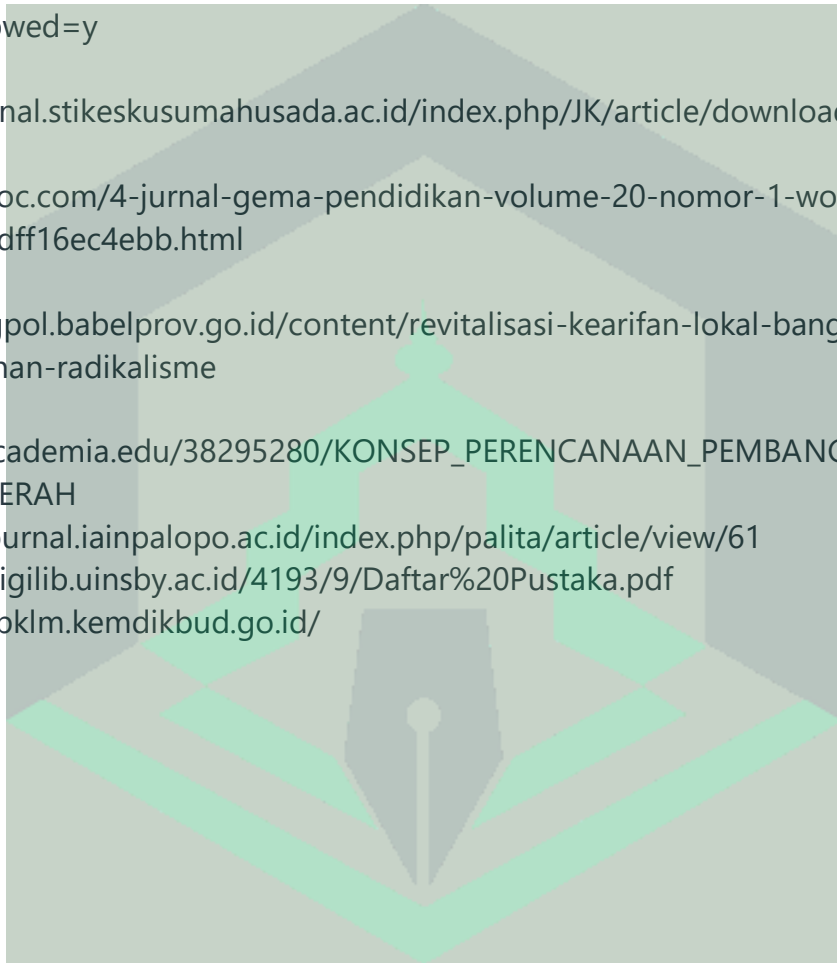 owed=y
nal.stikeskusumahusada.ac.id/index.php/JK/article/download
oc.com/4-jurnal-gema-pendidikan-volume-20-nomor-1-wo
dff16ec4ebb.html
gpol.babelprov.go.id/content/revitalisasi-kearifan-lokal-bang
nan-radikalisme
cademia.edu/38295280/KONSEP_PERENCANAAN_PEMBANG
ERAH
ournal.iainpalopo.ac.id/index.php/palita/article/view/61
igilib.uinsby.ac.id/4193/9/Daftar%20Pustaka.pdf
pklm.kemdikbud.go.id/